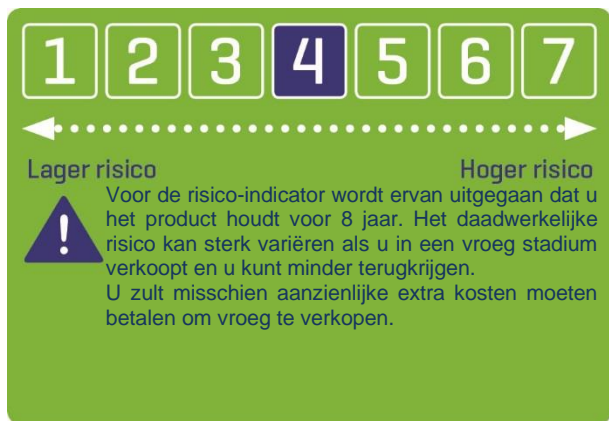 1 2 3 4 5 6 7
Lager risico Hoger risico
Voor de risico-indicator wordt ervan uitgegaan dat u
het product houdt voor 8 jaar. Het daadwerkelijke
risico kan sterk variëren als u in een vroeg stadium
verkoopt en u kunt minder terugkrijgen.
U zult misschien aanzienlijke extra kosten moeten
betalen om vroeg te verkopen.